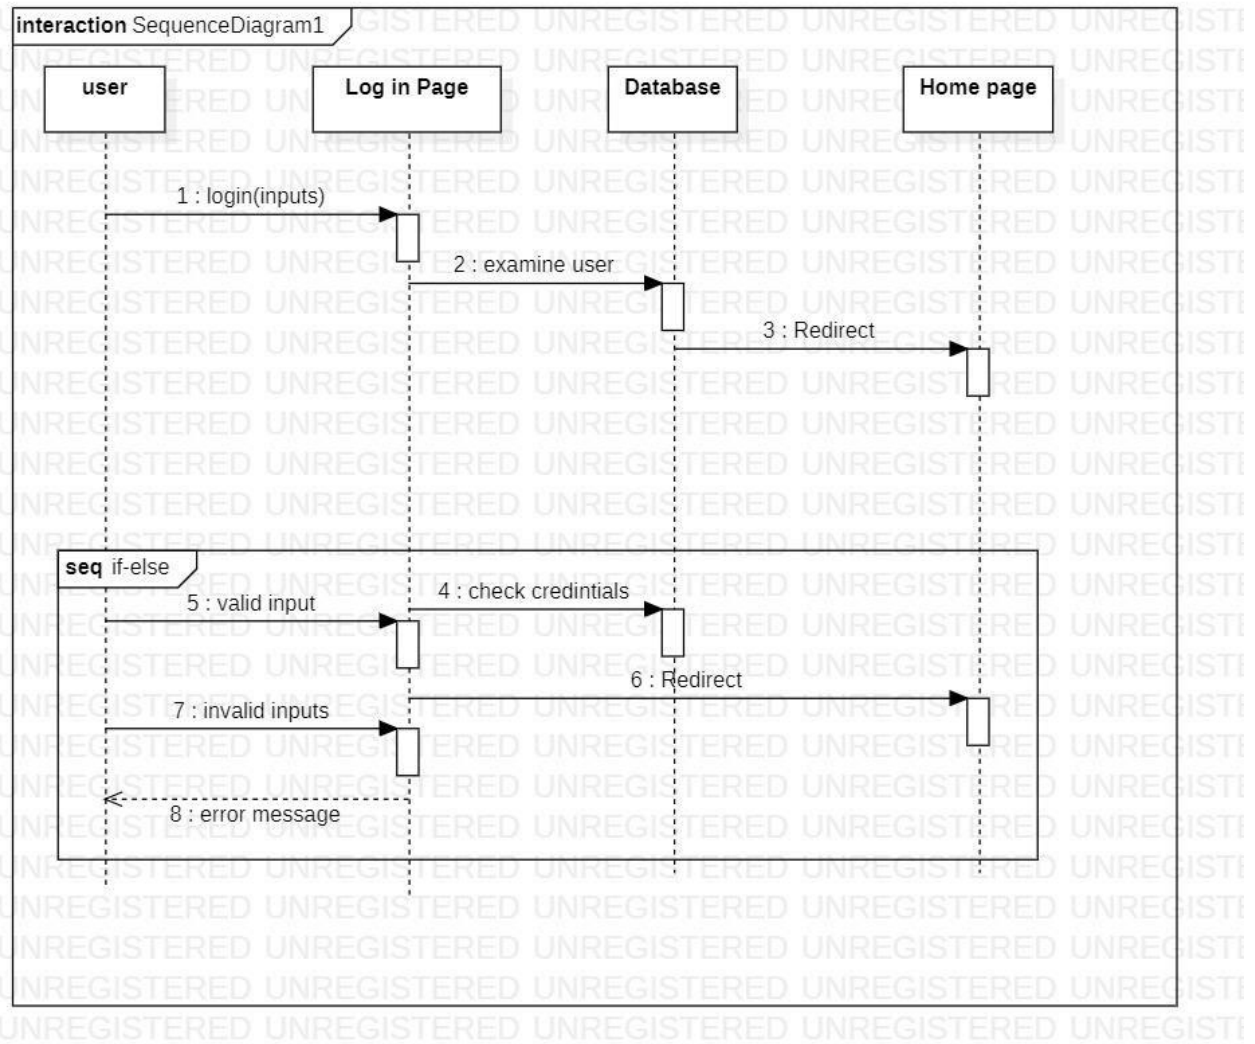 interaction SequenceDiagram1
user
Log in Page
Database
Home page
1 : login(inputs)
2 : examine user
3 : Redirect
seq if-else
4 : check credintials
5 : valid input
6 : Redirect
7 : invalid inputs
8 : error message
UNREGISTERED